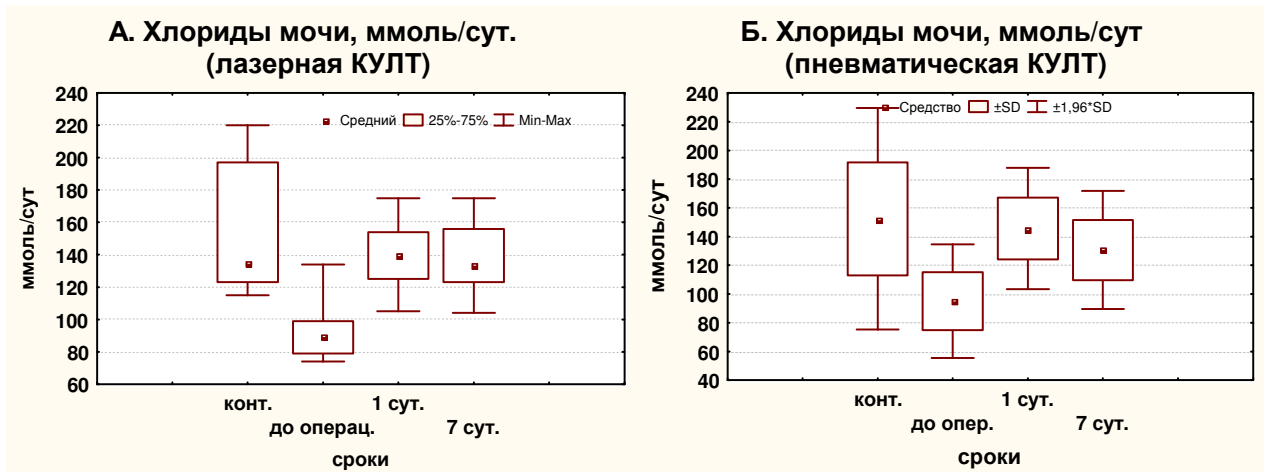 А. Хлориды мочи, ммоль/сут.
(лазерная КУЛТ)
240
220
200
180
160
140
120
100
80
60
ммоль/сут
Средний 25%-75% Min-Max
конт.
до операц.
1 сут.
7 сут.
сроки
Б. Хлориды мочи, ммоль/сут
(пневматическая КУЛТ)
240
220
200
180
160
140
120
100
80
60
40
ммоль/сут
Средство ±SD ±1,96*SD
конт.
до опер.
1 сут.
7 сут.
сроки